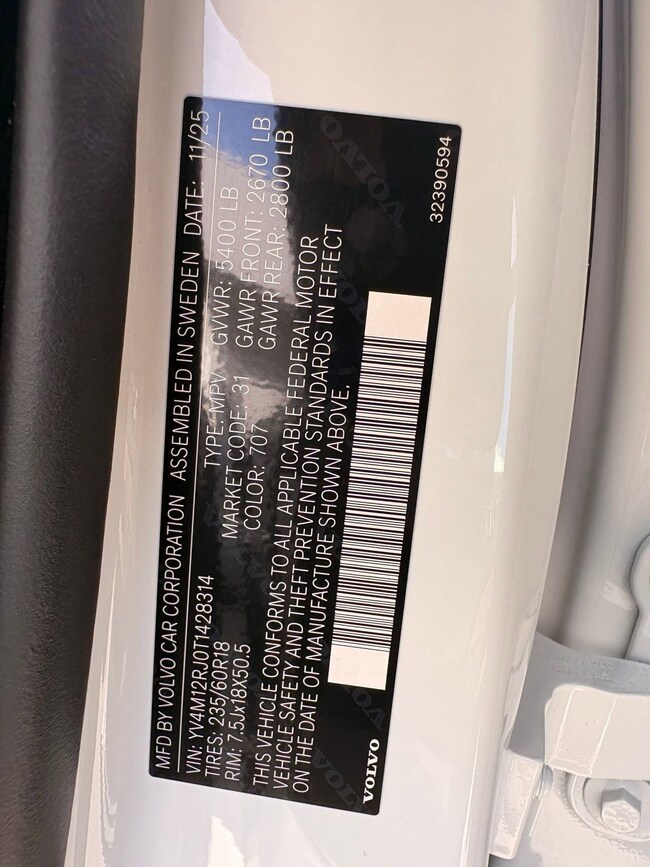 MFD BY VOLVO CAR CORPORATION ASSEMBLED IN SWEDEN DATE: 11/25
VIN: YV4M12RJ0T1428314 TYPE: MPV GVWR: 5400 LB
TIRES: 235/60R18 MARKET CODE: 31 GAWR FRONT: 2670 LB
RIM: 7.5JX18X50.5 COLOR: 707 GAWR REAR: 2800 LB
THIS VEHICLE CONFORMS TO ALL APPLICABLE FEDERAL MOTOR
VEHICLE SAFETY AND THEFT PREVENTION STANDARDS IN EFFECT
ON THE DATE OF MANUFACTURE SHOWN ABOVE.
VOLVO 32390594